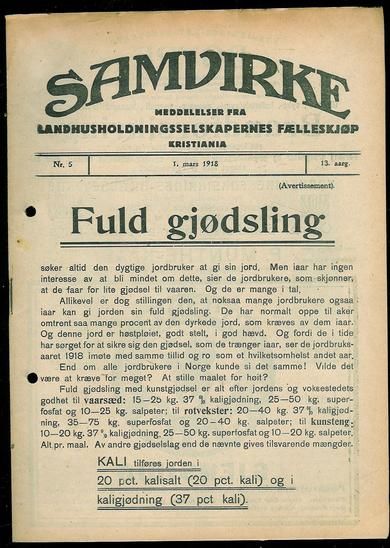 SAMVIRKE
MEDDELELSER FRA
LANDHUSHOLDNINGSSELSKAPERNES FÆLLESKJØP
KRISTIANIA
Nr. 5 1. mars 1918 13. aarg.
(Avertissement).
Fuld gjødsling
søker altid den dygtige jordbruker at gi sin jord. Men iaar har ingen
interesse av at bli mindet om dette, sier de jordbrukere, som skjønner,
at de faar for lite gjødsel til vaaren. Og de er mange i tal.
Allikevel er dog stillingen den, at noksaa mange jordbrukere ogsaa
iaar kan gi jorden sin fuld gjødsling. De har normalt oppe til aker
omtrent saa mange procent av den dyrkede jord, som kræves av dem iaar.
Og denne jord er høstpløiet, godt stelt, i god hævd. Og fordi de i tide
har sørget for at sikre sig den gjødsel, som de trænger iaar, ser de jordbruks-
aaret 1918 imøte med samme tillid og ro som et hvilketsomhelst andet aar.
End om alle jordbrukere i Norge kunde si det samme! Vilde det
være at kræve for meget? At stille maalet for høit?
Fuld gjødsling med kunstgjødsel er alt efter jordens og vokestedets
godhet til vaarsæd: 15-25 kg. 37 % kaligjødning, 25—50 kg. super-
fosfat og 10—25 kg. salpeter; til rotvekster: 20—40 kg. 37 % kaligjød-
ning, 35—75 kg. superfosfat og 20-40 kg. salpeter; til kunsteng:
10—20 kg. 37 % kaligjødning, 25—50 kg. superfosfat og 10—20 kg. salpeter.
Alt pr. maal. Av andre gjødselslag end de nævnte gives tilsvarende mængder.
KALI tilføres jorden i
20 pct. kalisalt (20 pct. kali) og i
kaligjødning (37 pct kali).